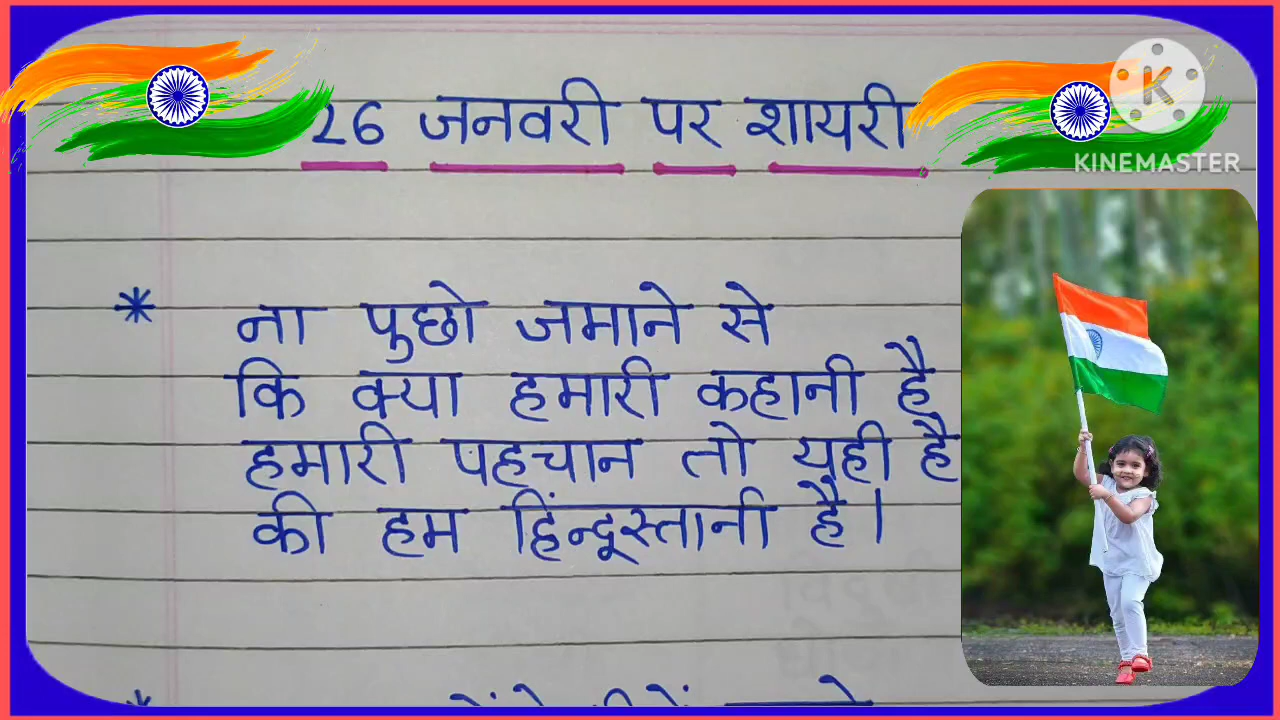 26 जनवरी पर शायरी
K
KINEMASTER
* ना पुछो जमाने से
कि क्या हमारी कहानी है
हमारी पहचान तो यही है
की हम हिंन्दूस्तानी है।